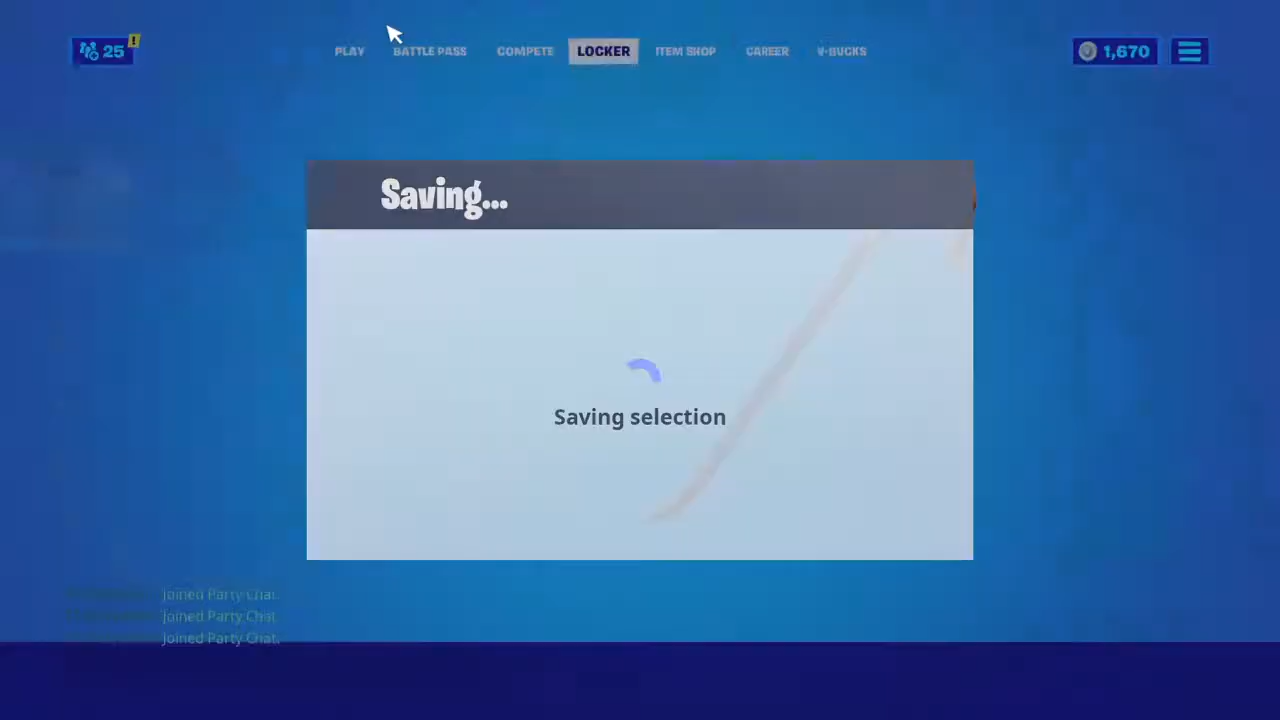 25
!
PLAY
BATTLE PASS
COMPETE
LOCKER
ITEM SHOP
CAREER
V-BUCKS
1,670
Saving...
Saving selection
Joined Party Chat.
Joined Party Chat.
Joined Party Chat.